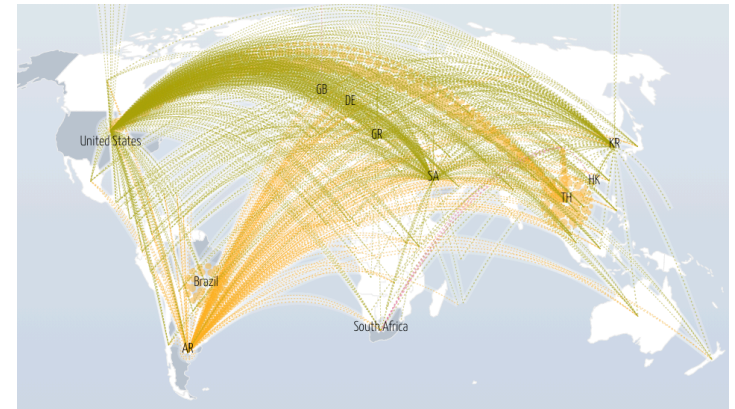 GB
DE
United States
GR
KR
SA
HK
TH
Brazil
South Africa
AR